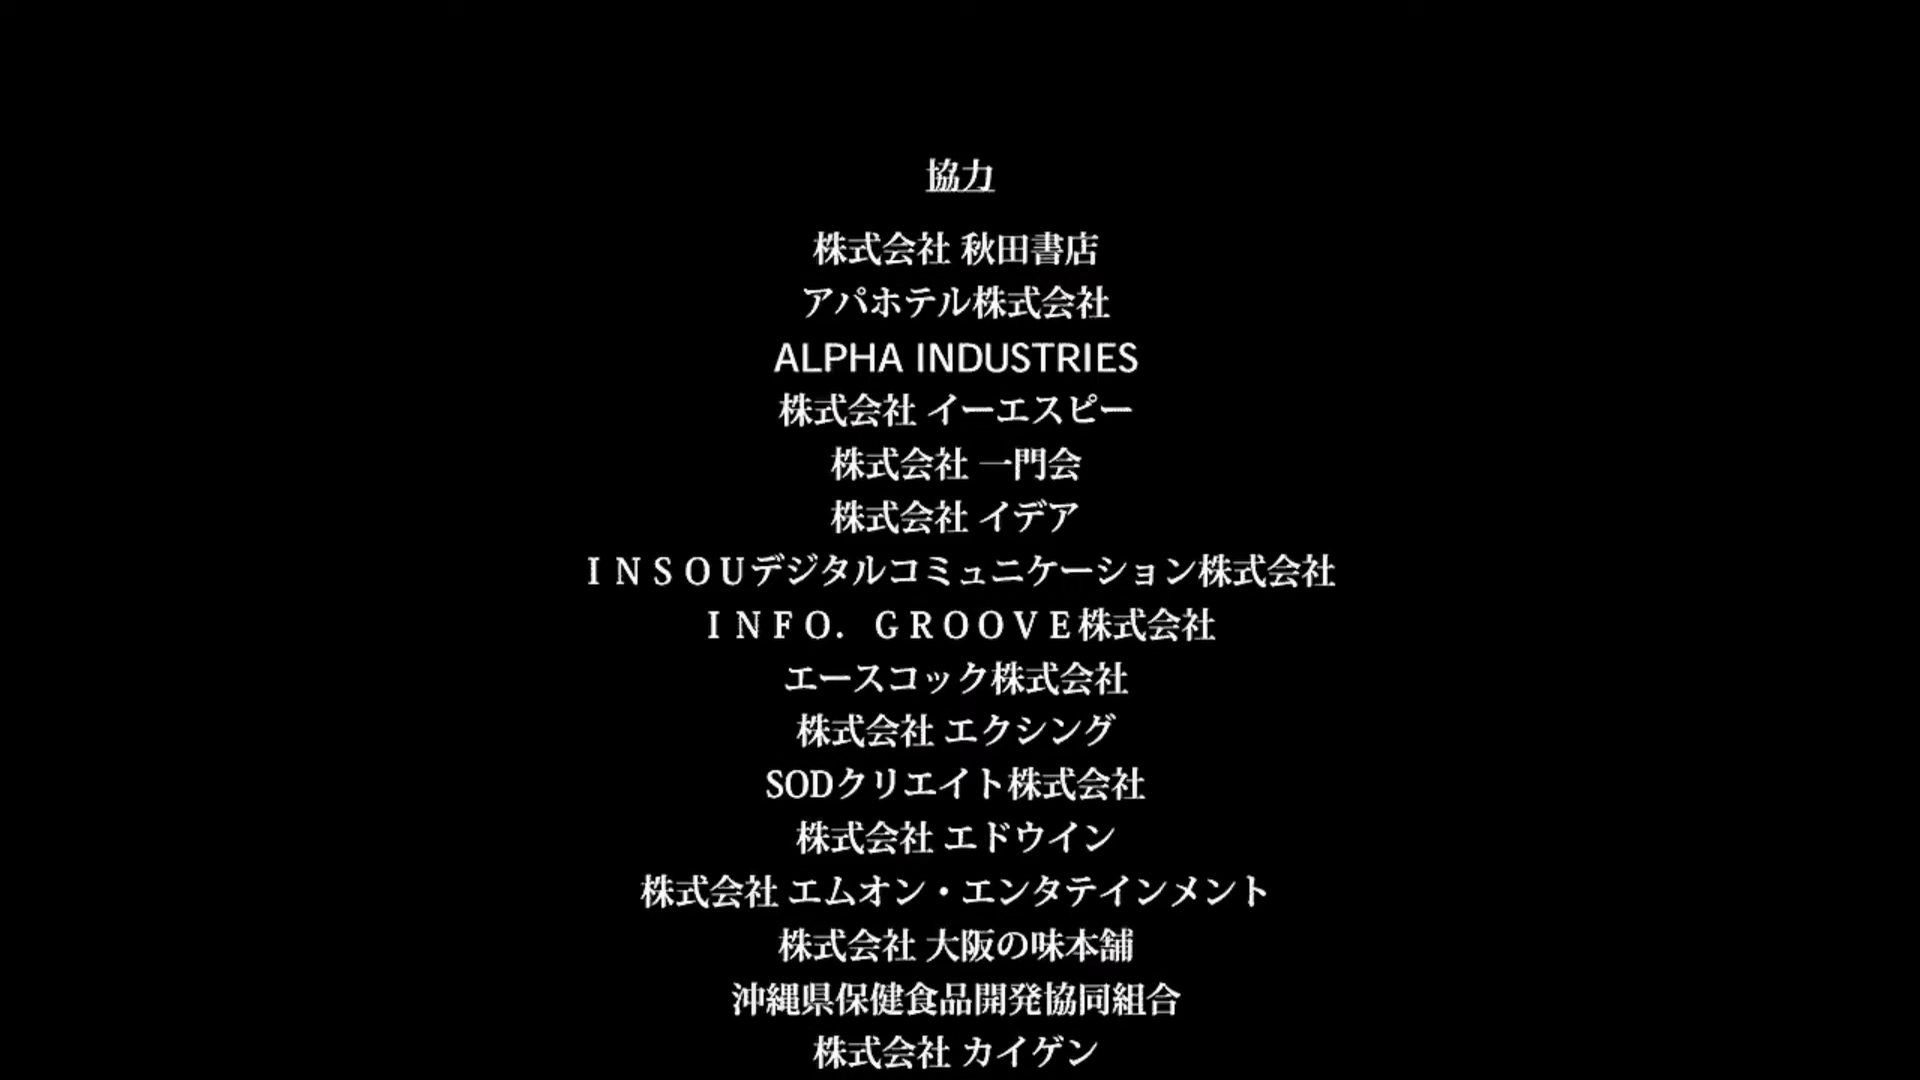 協力
株式会社 秋田書店
アパホテル株式会社
ALPHA INDUSTRIES
株式会社 イーエスピー
株式会社 一門会
株式会社 イデア
ＩＮＳＯＵデジタルコミュニケーション株式会社
ＩＮＦＯ．ＧＲＯＯＶＥ株式会社
エースコック株式会社
株式会社 エクシング
SODクリエイト株式会社
株式会社 エドウイン
株式会社 エムオン・エンタテインメント
株式会社 大阪の味本舗
沖縄県保健食品開発協同組合
株式会社 カイゲン